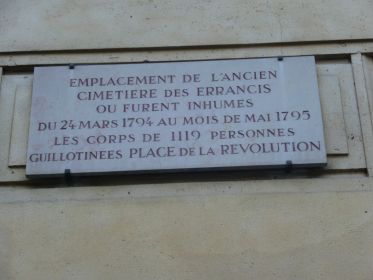 EMPLACEMENT DE L'ANCIEN
CIMETIÈRE DES ERRANCIS
OU FURENT INHUMES
DU 24 MARS 1794 AU MOIS DE MAI 1795
LES CORPS DE 1119 PERSONNES
GUILLOTINEES PLACE DE LA REVOLUTION